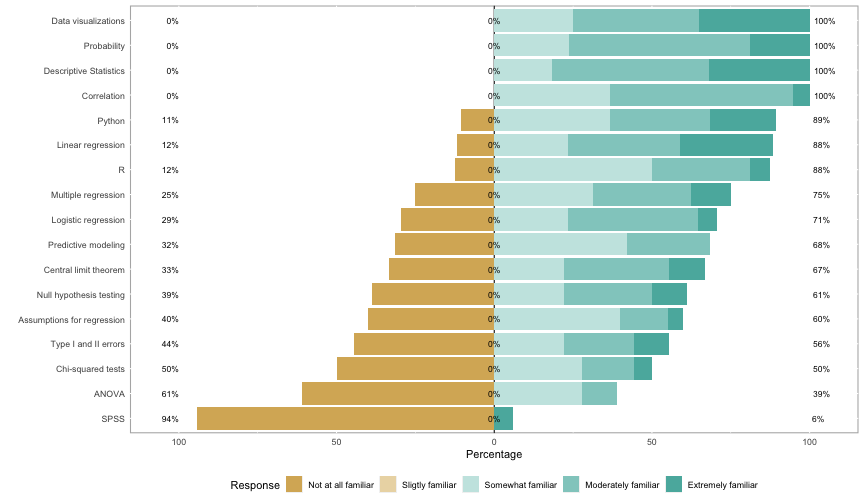 Data visualizations 0% 0% 100%
Probability 0% 0% 100%
Descriptive Statistics 0% 0% 100%
Correlation 0% 0% 100%
Python 11% 0% 89%
Linear regression 12% 0% 88%
R 12% 0% 88%
Multiple regression 25% 0% 75%
Logistic regression 29% 0% 71%
Predictive modeling 32% 0% 68%
Central limit theorem 33% 0% 67%
Null hypothesis testing 39% 0% 61%
Assumptions for regression 40% 0% 60%
Type I and II errors 44% 0% 56%
Chi-squared tests 50% 0% 50%
ANOVA 61% 0% 39%
SPSS 94% 0% 6%
100 50 0 50 100
Percentage
Response Not at all familiar Sligtly familiar Somewhat familiar Moderately familiar Extremely familiar